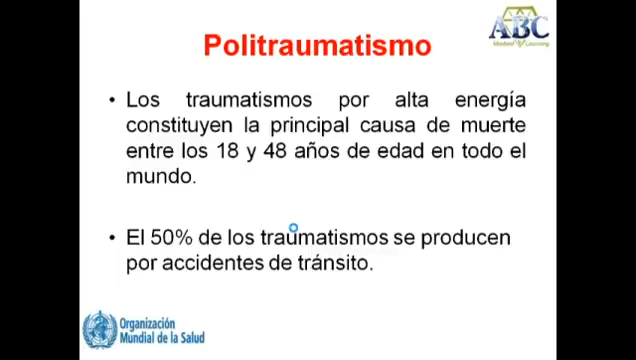 ABC
Medical Learning
Politraumatismo
• Los traumatismos por alta energía
constituyen la principal causa de muerte
entre los 18 y 48 años de edad en todo el
mundo.
• El 50% de los traumatismos se producen
por accidentes de tránsito.
Organización
Mundial de la Salud